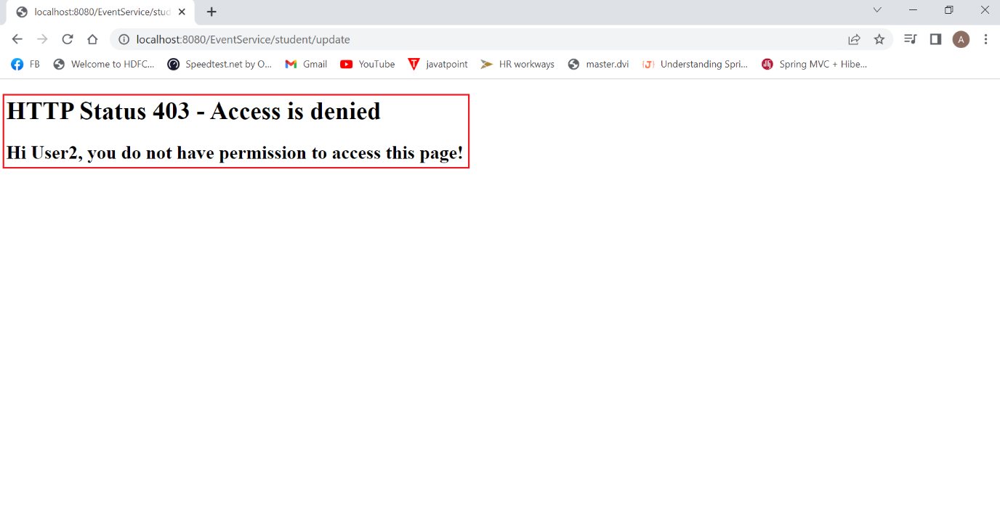 localhost:8080/EventService/stud
localhost:8080/EventService/student/update
A
FB
Welcome to HDFC...
Speedtest.net by O...
Gmail
YouTube
javatpoint
HR workways
master.dvi
Understanding Spri...
Spring MVC + Hibe...
HTTP Status 403 - Access is denied
Hi User2, you do not have permission to access this page!